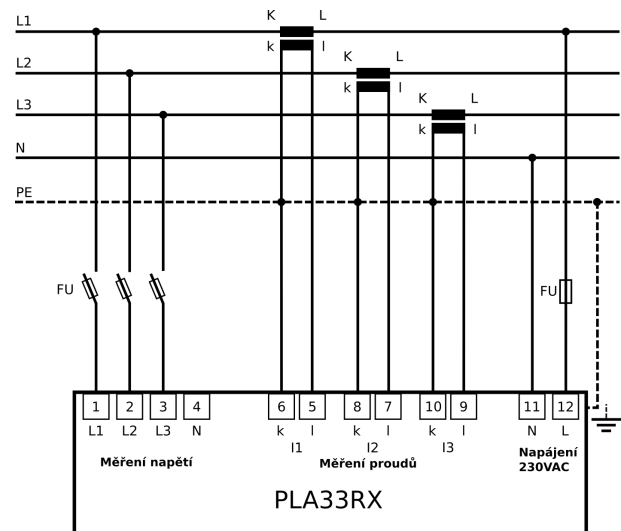 L1
K L
k l
L2
K L
k l
L3
K L
k l
N
PE
FU
FU
1 2 3 4 6 5 8 7 10 9 11 12
i
L1 L2 L3 N k l k l k l N L
I1 I2 I3
Měření napětí
Měření proudů
Napájení
230VAC
PLA33RX